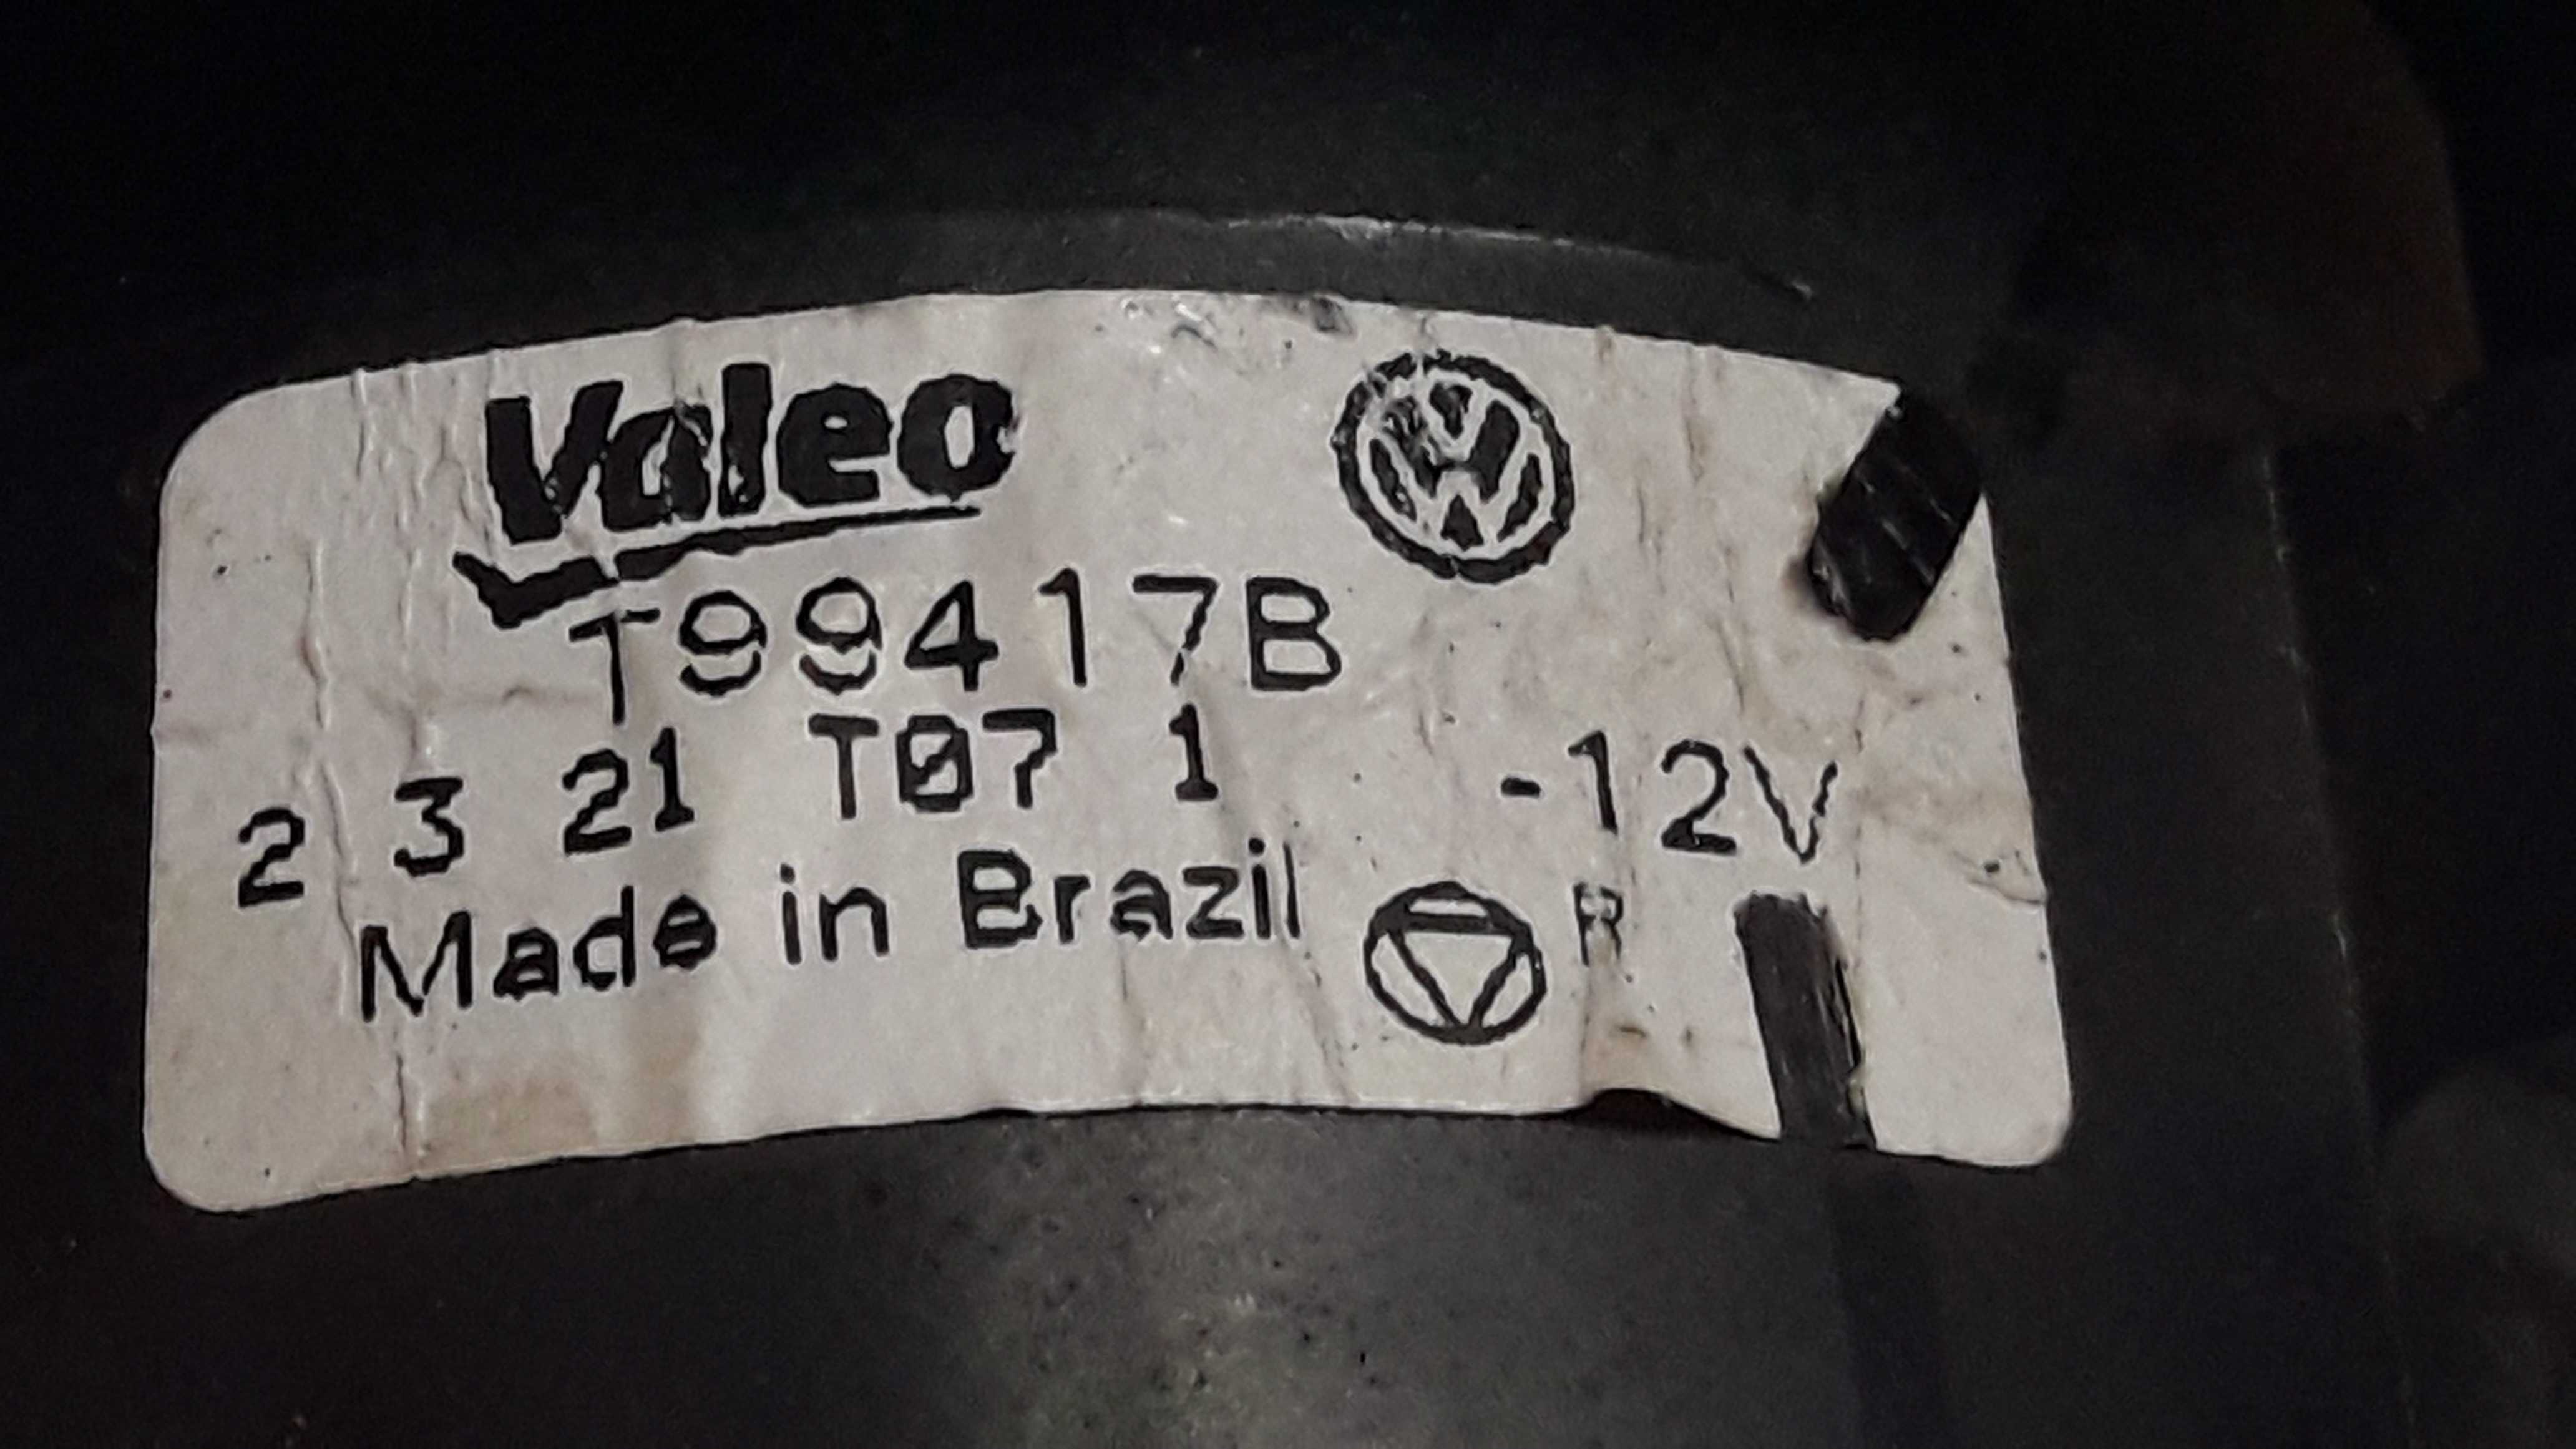 Valeo
T99417B
2 3 21 T07 1 -12V
Made in Brazil R